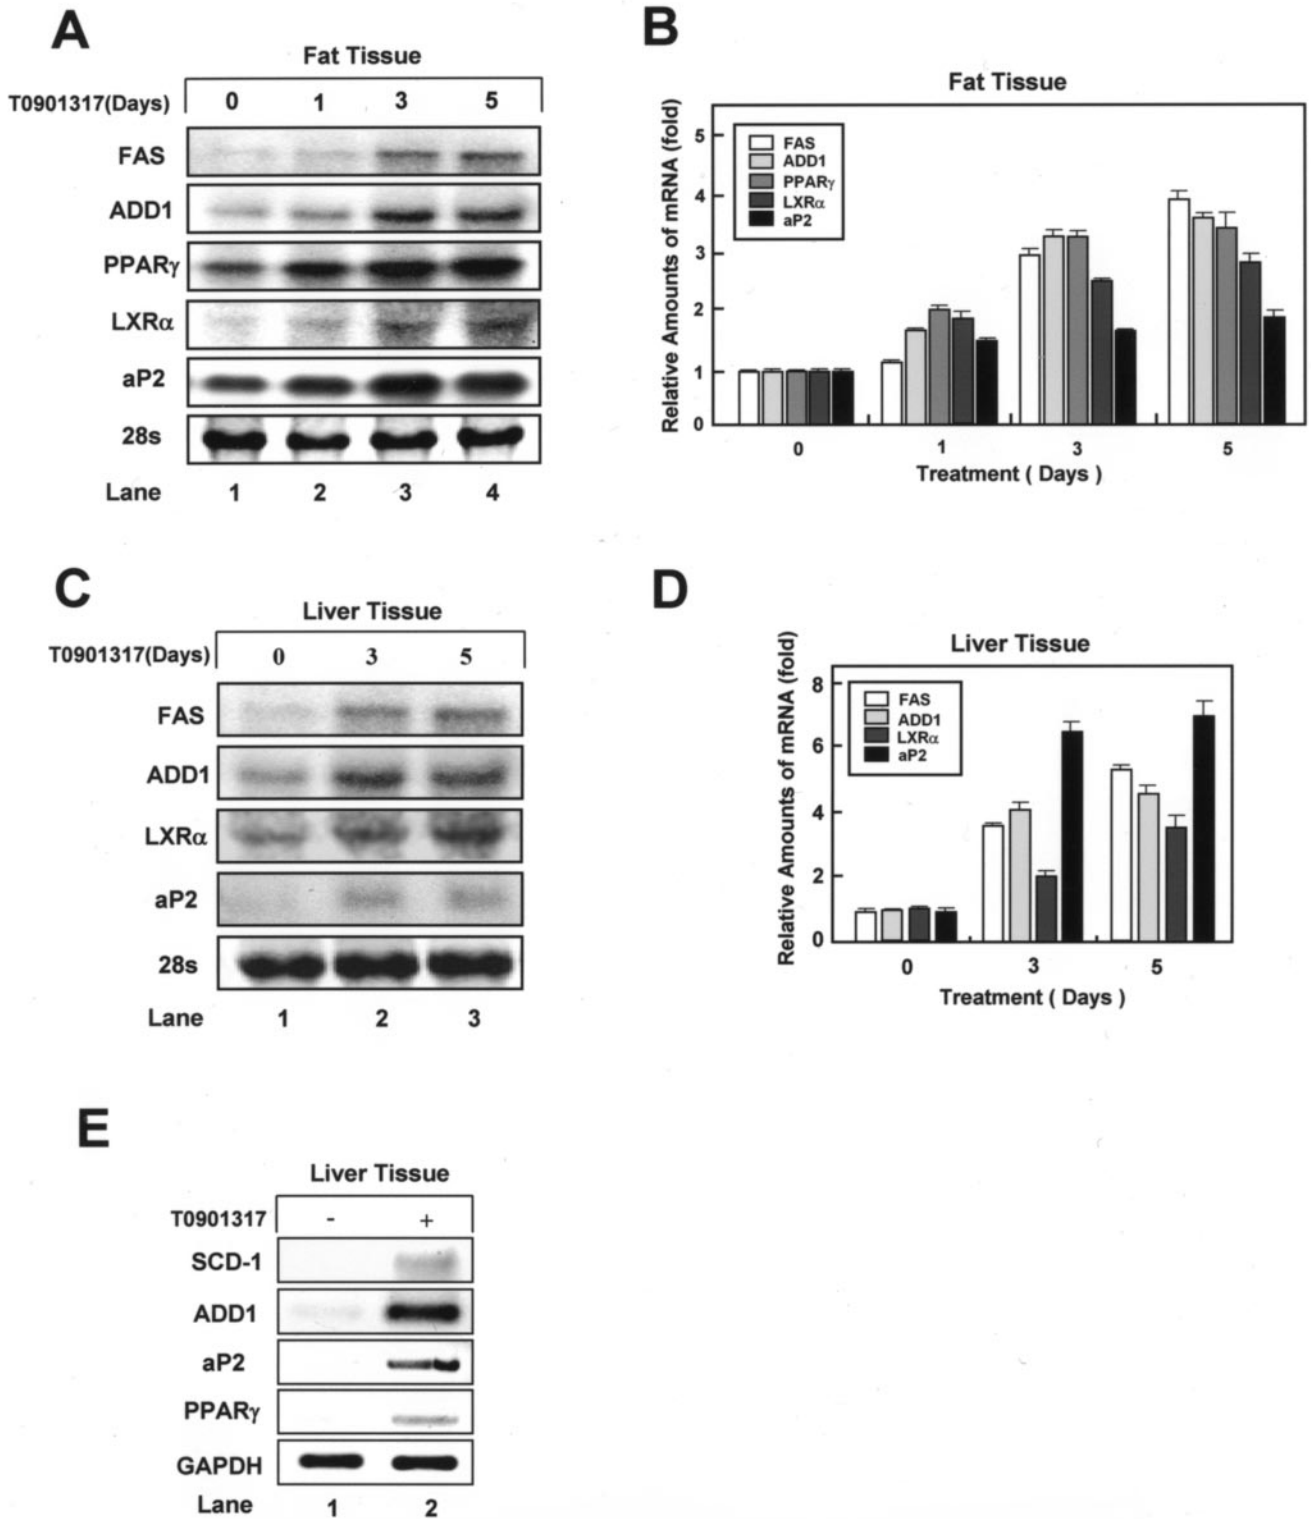 A
Fat Tissue
T0901317(Days) 0 1 3 5
FAS
ADD1
PPARγ
LXRα
aP2
28s
Lane 1 2 3 4
B
Fat Tissue
Relative Amounts of mRNA (fold)
5
4
3
2
1
0
FAS
ADD1
PPARγ
LXRα
aP2
0 1 3 5
Treatment ( Days )
C
Liver Tissue
T0901317(Days) 0 3 5
FAS
ADD1
LXRα
aP2
28s
Lane 1 2 3
D
Liver Tissue
Relative Amounts of mRNA (fold)
8
6
4
2
0
FAS
ADD1
LXRα
aP2
0 3 5
Treatment ( Days )
E
Liver Tissue
T0901317 - +
SCD-1
ADD1
aP2
PPARγ
GAPDH
Lane 1 2